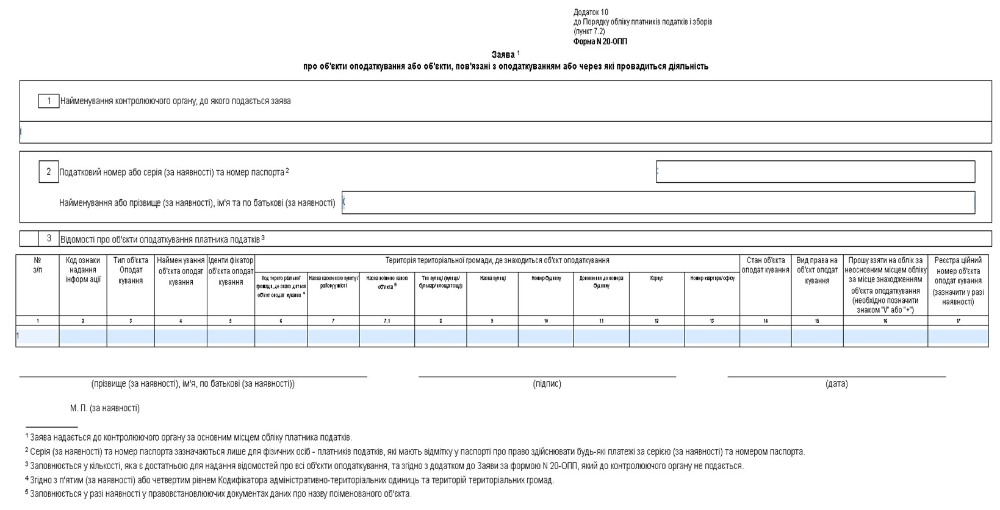 Додаток 10
до Порядку обліку платників податків і зборів
(пункт 7.2)
Форма N 20-ОПП
Заява 1
про об'єкти оподаткування або об'єкти, пов'язані з оподаткуванням або через які провадиться діяльність
1 Найменування контролюючого органу, до якого подається заява
2 Податковий номер або серія (за наявності) та номер паспорта 2
Найменування або прізвище (за наявності), ім'я та по батькові (за наявності)
3 Відомості про об'єкти оподаткування платника податків 3
№
з/п
Код ознаки
надання
інформ ації
Тип об'єкта
Оподат
кування
Наймен ування
об'єкта оподат
кування
Іденти фікатор
об'єкта оподат
кування
Територія територіальної громади, де знаходиться об'єкт оподаткування
Код терито ріальної
громади, де знахо диться
об'єкт оподат кування 4
Назва населеного пункту/
району у місті
Назва поімено ваного
об'єкта 5
Тип вулиці (вулиця/
бульвар/ площа тощо)
Назва вулиці
Номер будинку
Доповнення до номера
будинку
Корпус
Номер квартири/офісу
Стан об'єкта
оподат кування
Вид права на
об'єкт оподат
кування
Прошу взяти на облік за
неосновним місцем обліку
за місце знаходженням
об'єкта оподаткування
(необхідно позначити
знаком "V" або "+")
Реєстра ційний
номер об'єкта
оподат кування
(зазначити у разі
наявності)
1 2 3 4 5 6 7 7.1 8 9 10 11 12 13 14 15 16 17
1
(прізвище (за наявності), ім'я, по батькові (за наявності))
(підпис)
(дата)
М. П. (за наявності)
1 Заява надається до контролюючого органу за основним місцем обліку платника податків.
2 Серія (за наявності) та номер паспорта зазначаються лише для фізичних осіб - платників податків, які мають відмітку у паспорті про право здійснювати будь-які платежі за серією (за наявності) та номером паспорта.
3 Заповнюється у кількості, яка є достатньою для надання відомостей про всі об'єкти оподаткування, та згідно з додатком до Заяви за формою N 20-ОПП, який до контролюючого органу не подається.
4 Згідно з п'ятим (за наявності) або четвертим рівнем Кодифікатора адміністративно-територіальних одиниць та територій територіальних громад.
5 Заповнюється у разі наявності у правовстановлюючих документах даних про назву поіменованого об'єкта.